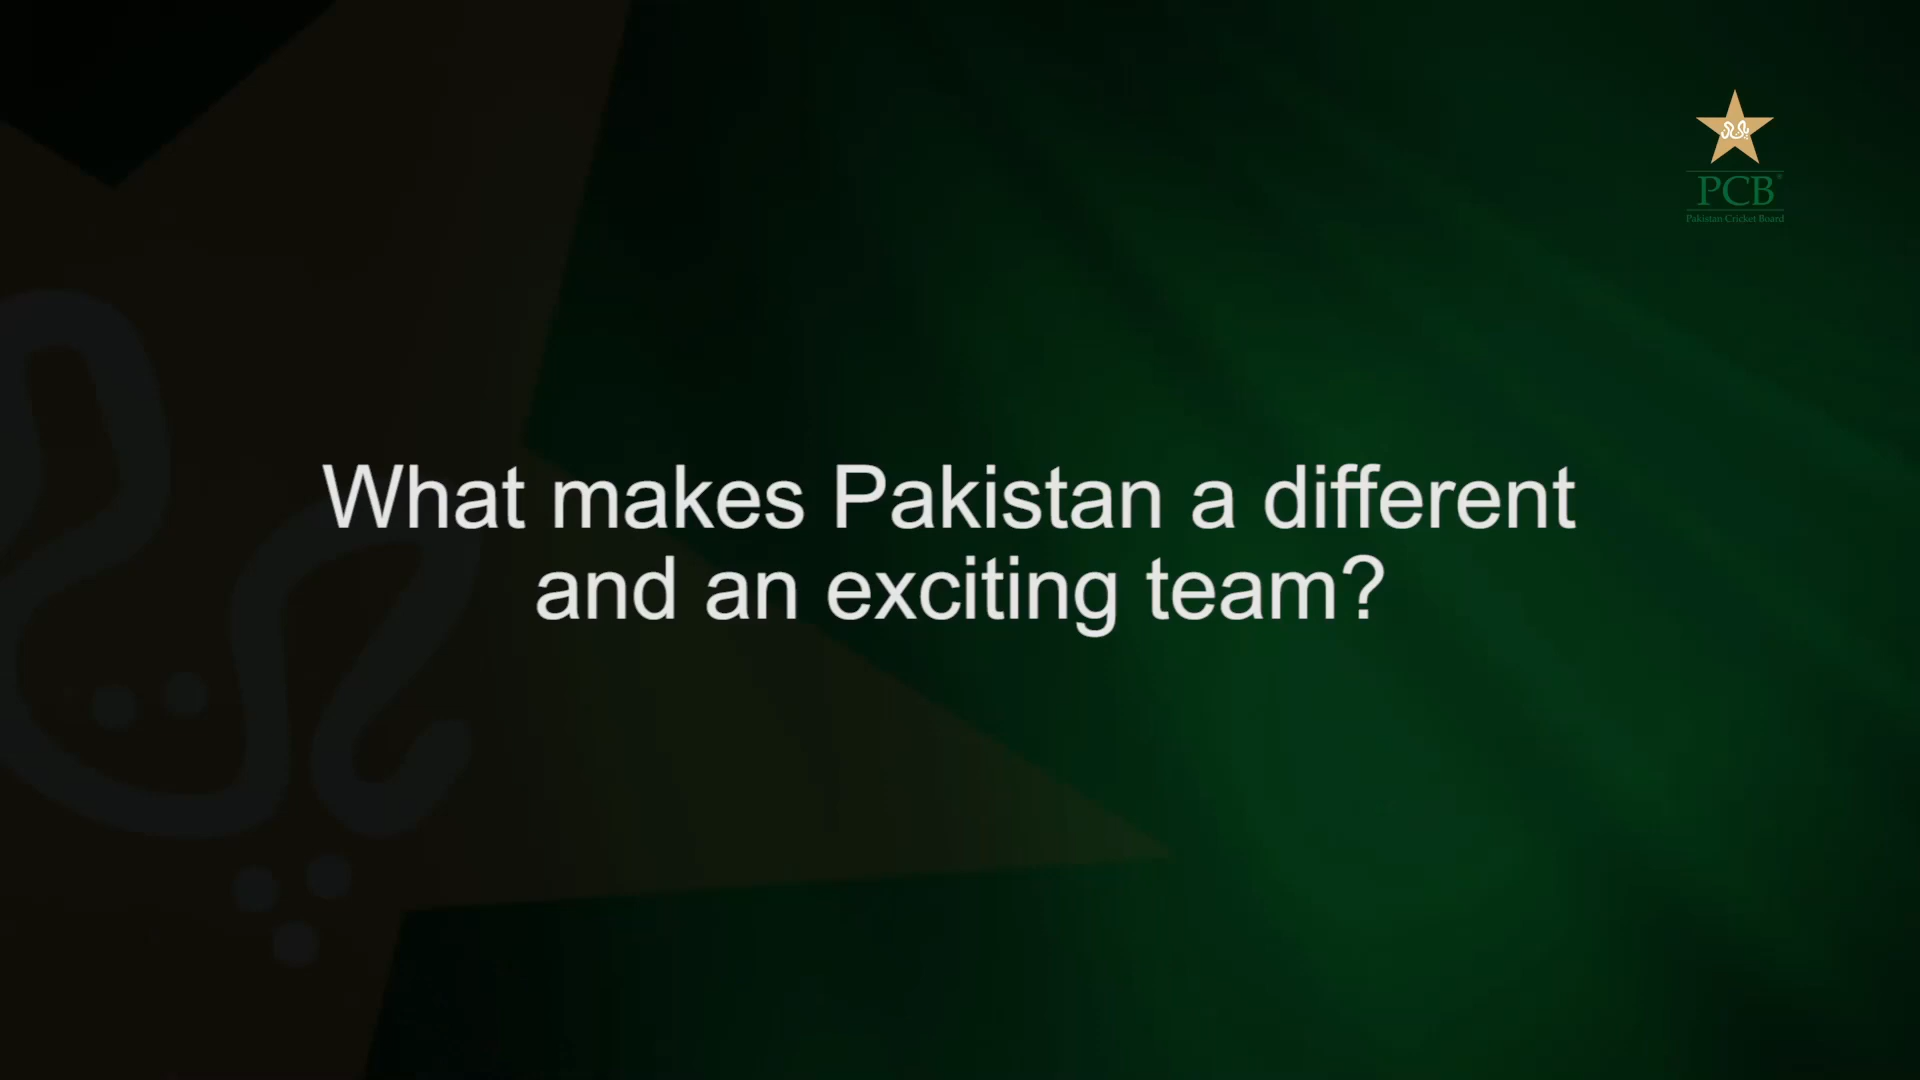 PCB
Pakistan Cricket Board
What makes Pakistan a different
and an exciting team?